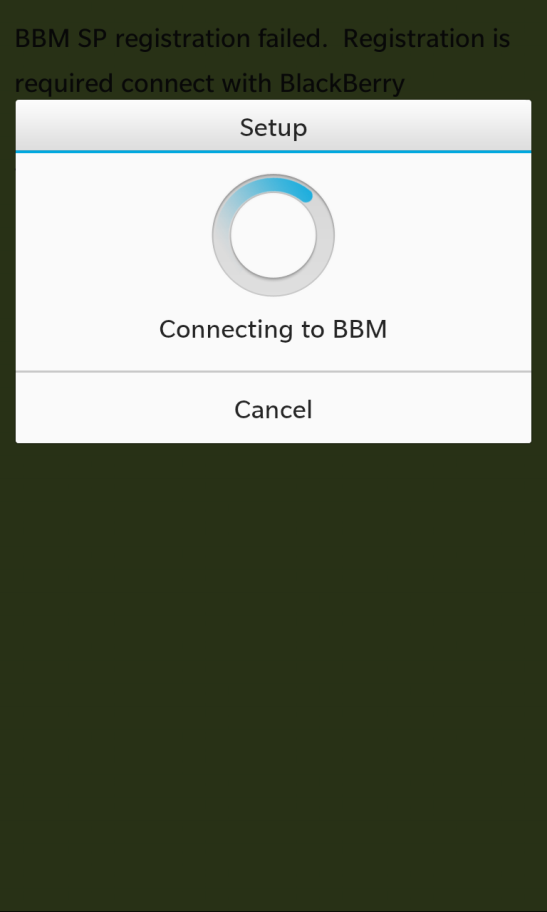 BBM SP registration failed.  Registration is
required connect with BlackBerry
Setup
Connecting to BBM
Cancel